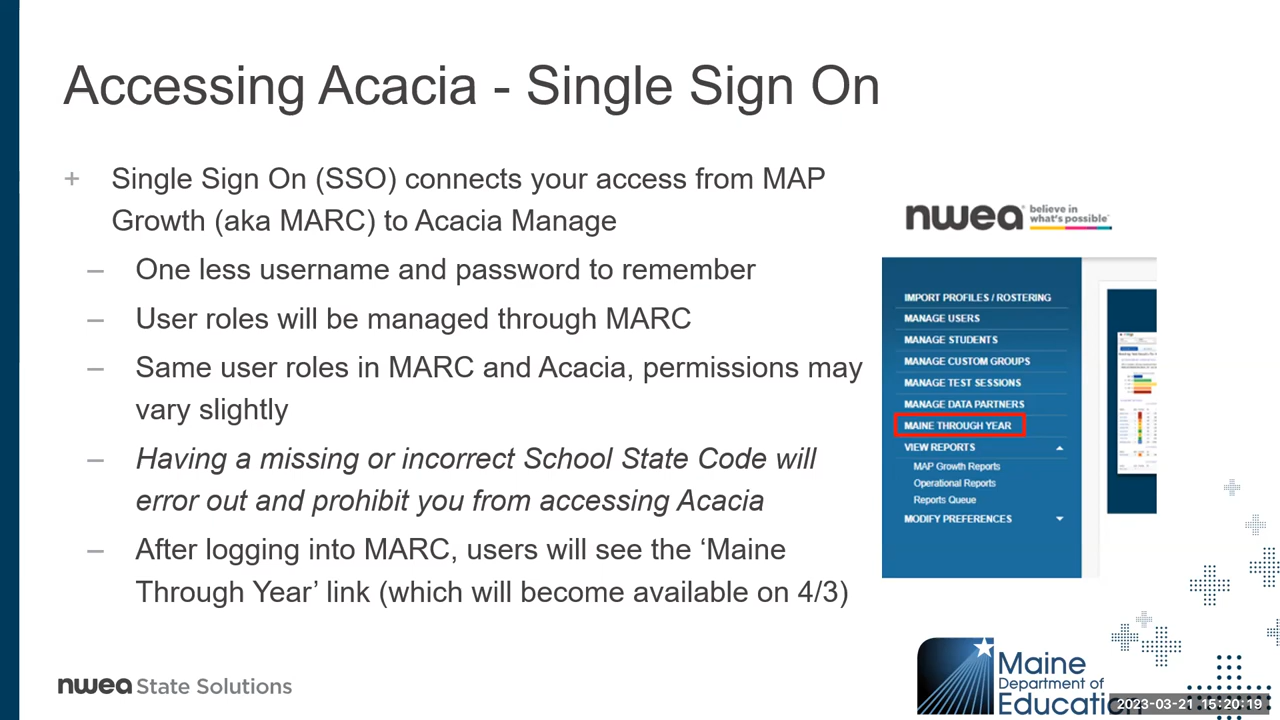 Accessing Acacia - Single Sign On
+ Single Sign On (SSO) connects your access from MAP
Growth (aka MARC) to Acacia Manage
– One less username and password to remember
– User roles will be managed through MARC
– Same user roles in MARC and Acacia, permissions may
vary slightly
– Having a missing or incorrect School State Code will
error out and prohibit you from accessing Acacia
– After logging into MARC, users will see the ‘Maine
Through Year’ link (which will become available on 4/3)
nwea believe in
what's possible
IMPORT PROFILES / ROSTERING
MANAGE USERS
MANAGE STUDENTS
MANAGE CUSTOM GROUPS
MANAGE TEST SESSIONS
MANAGE DATA PARTNERS
MAINE THROUGH YEAR
VIEW REPORTS
MAP Growth Reports
Operational Reports
Reports Queue
MODIFY PREFERENCES
nwea State Solutions
Maine
Department of
Education
2023-03-21 15:20:19